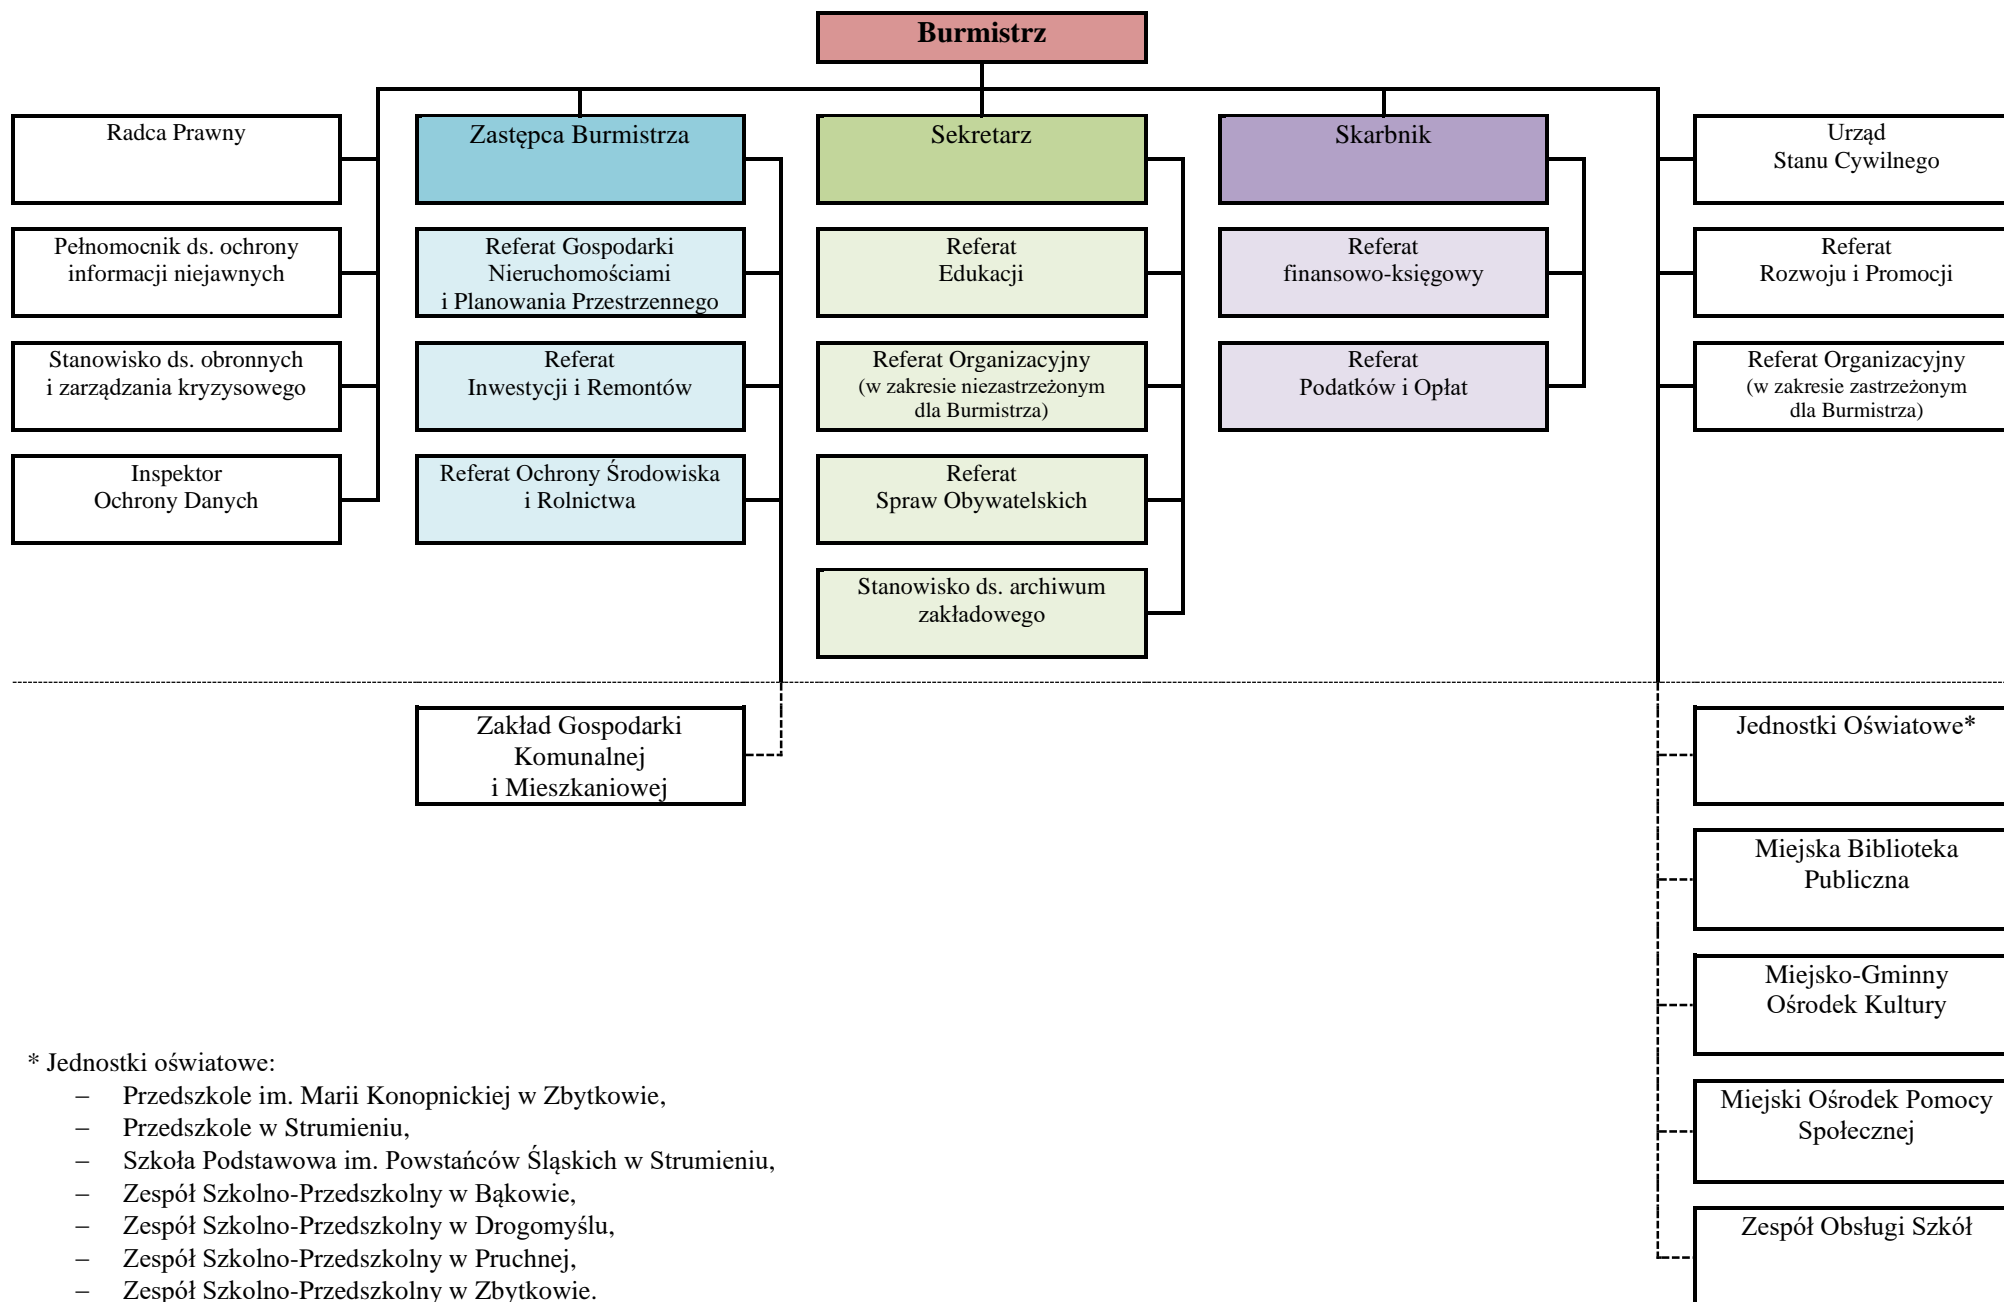 Burmistrz
Radca Prawny
Pełnomocnik ds. ochrony
informacji niejawnych
Stanowisko ds. obronnych
i zarządzania kryzysowego
Inspektor
Ochrony Danych
Zastępca Burmistrza
Referat Gospodarki
Nieruchomościami
i Planowania Przestrzennego
Referat
Inwestycji i Remontów
Referat Ochrony Środowiska
i Rolnictwa
Sekretarz
Referat
Edukacji
Referat Organizacyjny
(w zakresie niezastrzeżonym
dla Burmistrza)
Referat
Spraw Obywatelskich
Stanowisko ds. archiwum
zakładowego
Skarbnik
Referat
finansowo-księgowy
Referat
Podatków i Opłat
Urząd
Stanu Cywilnego
Referat
Rozwoju i Promocji
Referat Organizacyjny
(w zakresie zastrzeżonym
dla Burmistrza)
Zakład Gospodarki
Komunalnej
i Mieszkaniowej
Jednostki Oświatowe*
Miejska Biblioteka
Publiczna
Miejsko-Gminny
Ośrodek Kultury
Miejski Ośrodek Pomocy
Społecznej
Zespół Obsługi Szkół
* Jednostki oświatowe:
– Przedszkole im. Marii Konopnickiej w Zbytkowie,
– Przedszkole w Strumieniu,
– Szkoła Podstawowa im. Powstańców Śląskich w Strumieniu,
– Zespół Szkolno-Przedszkolny w Bąkowie,
– Zespół Szkolno-Przedszkolny w Drogomyślu,
– Zespół Szkolno-Przedszkolny w Pruchnej,
– Zespół Szkolno-Przedszkolny w Zbytkowie.